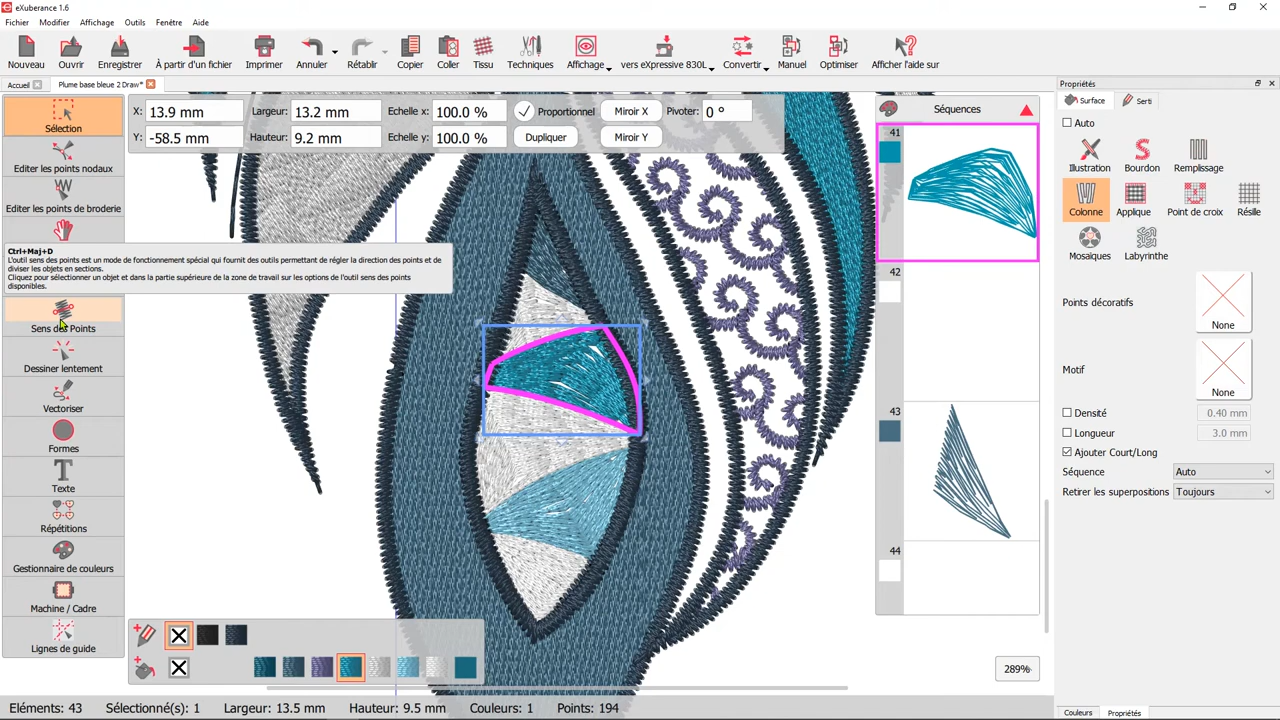 eXuberance 1.6
Fichier Modifier Affichage Outils Fenêtre Aide
Nouveau Ouvrir Enregistrer À partir d'un fichier Imprimer Annuler Rétablir Copier Coller Tissu Techniques Affichage vers eXpressive 830L Convertir Manuel Optimiser Afficher l'aide sur
Accueil Plume base bleue 2 Draw*
Propriétés
Sélection
X: 13.9 mm Largeur: 13.2 mm Echelle x: 100.0 % Proportionnel Miroir X Pivoter: 0 °
Y: -58.5 mm Hauteur: 9.2 mm Echelle y: 100.0 % Dupliquer Miroir Y
Séquences
Surface Serti
Auto
Editer les points nodaux
Editer les points de broderie
Ctrl+Maj+D
L'outil sens des points est un mode de fonctionnement spécial qui fournit des outils permettant de régler la direction des points et de
diviser les objets en sections.
Cliquez pour sélectionner un objet et dans la partie supérieure de la zone de travail sur les options de l'outil sens des points
disponibles.
Sens des Points
Dessiner lentement
Vectoriser
Formes
Texte
Répétitions
Gestionnaire de couleurs
Machine / Cadre
Lignes de guide
41
42
43
44
Illustration Bourdon Remplissage
Colonne Applique Point de croix Résille
Mosaïques Labyrinthe
Points décoratifs
None
Motif
None
Densité 0.40 mm
Longueur 3.0 mm
Ajouter Court/Long
Séquence Auto
Retirer les superpositions Toujours
289%
Eléments: 43 Sélectionné(s): 1 Largeur: 13.5 mm Hauteur: 9.5 mm Couleurs: 1 Points: 194
Couleurs Propriétés